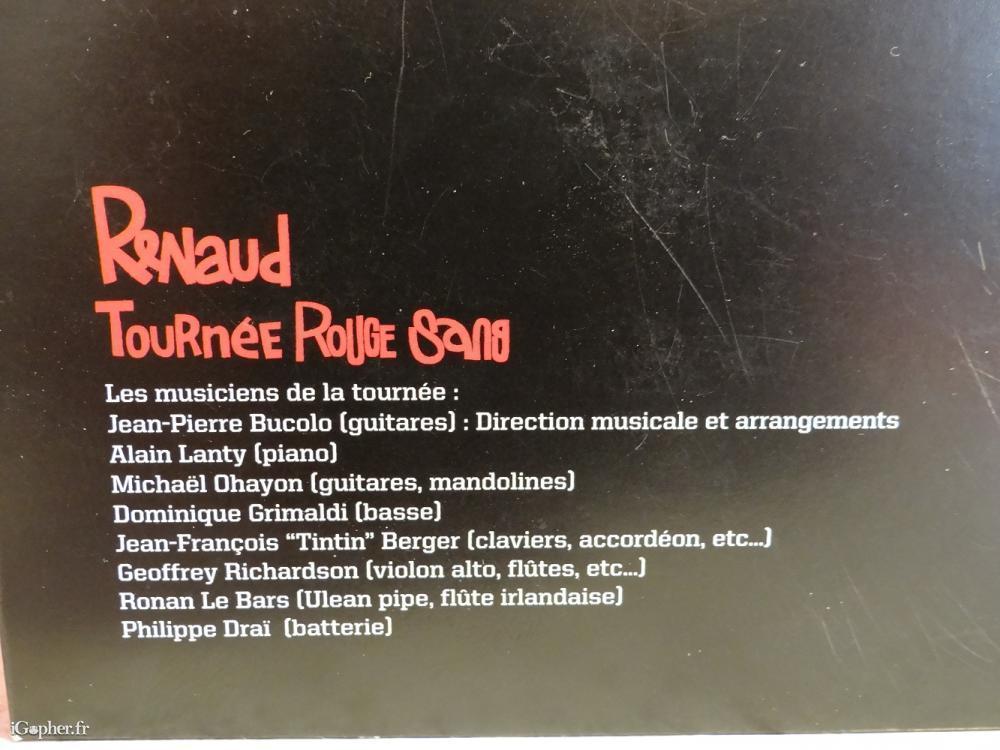 Renaud
Tournée Rouge Sang
Les musiciens de la tournée :
Jean-Pierre Bucolo (guitares) : Direction musicale et arrangements
Alain Lanty (piano)
Michaël Ohayon (guitares, mandolines)
Dominique Grimaldi (basse)
Jean-François “Tintin” Berger (claviers, accordéon, etc...)
Geoffrey Richardson (violon alto, flûtes, etc...)
Ronan Le Bars (Ulean pipe, flûte irlandaise)
Philippe Draï (batterie)
iGopher.fr